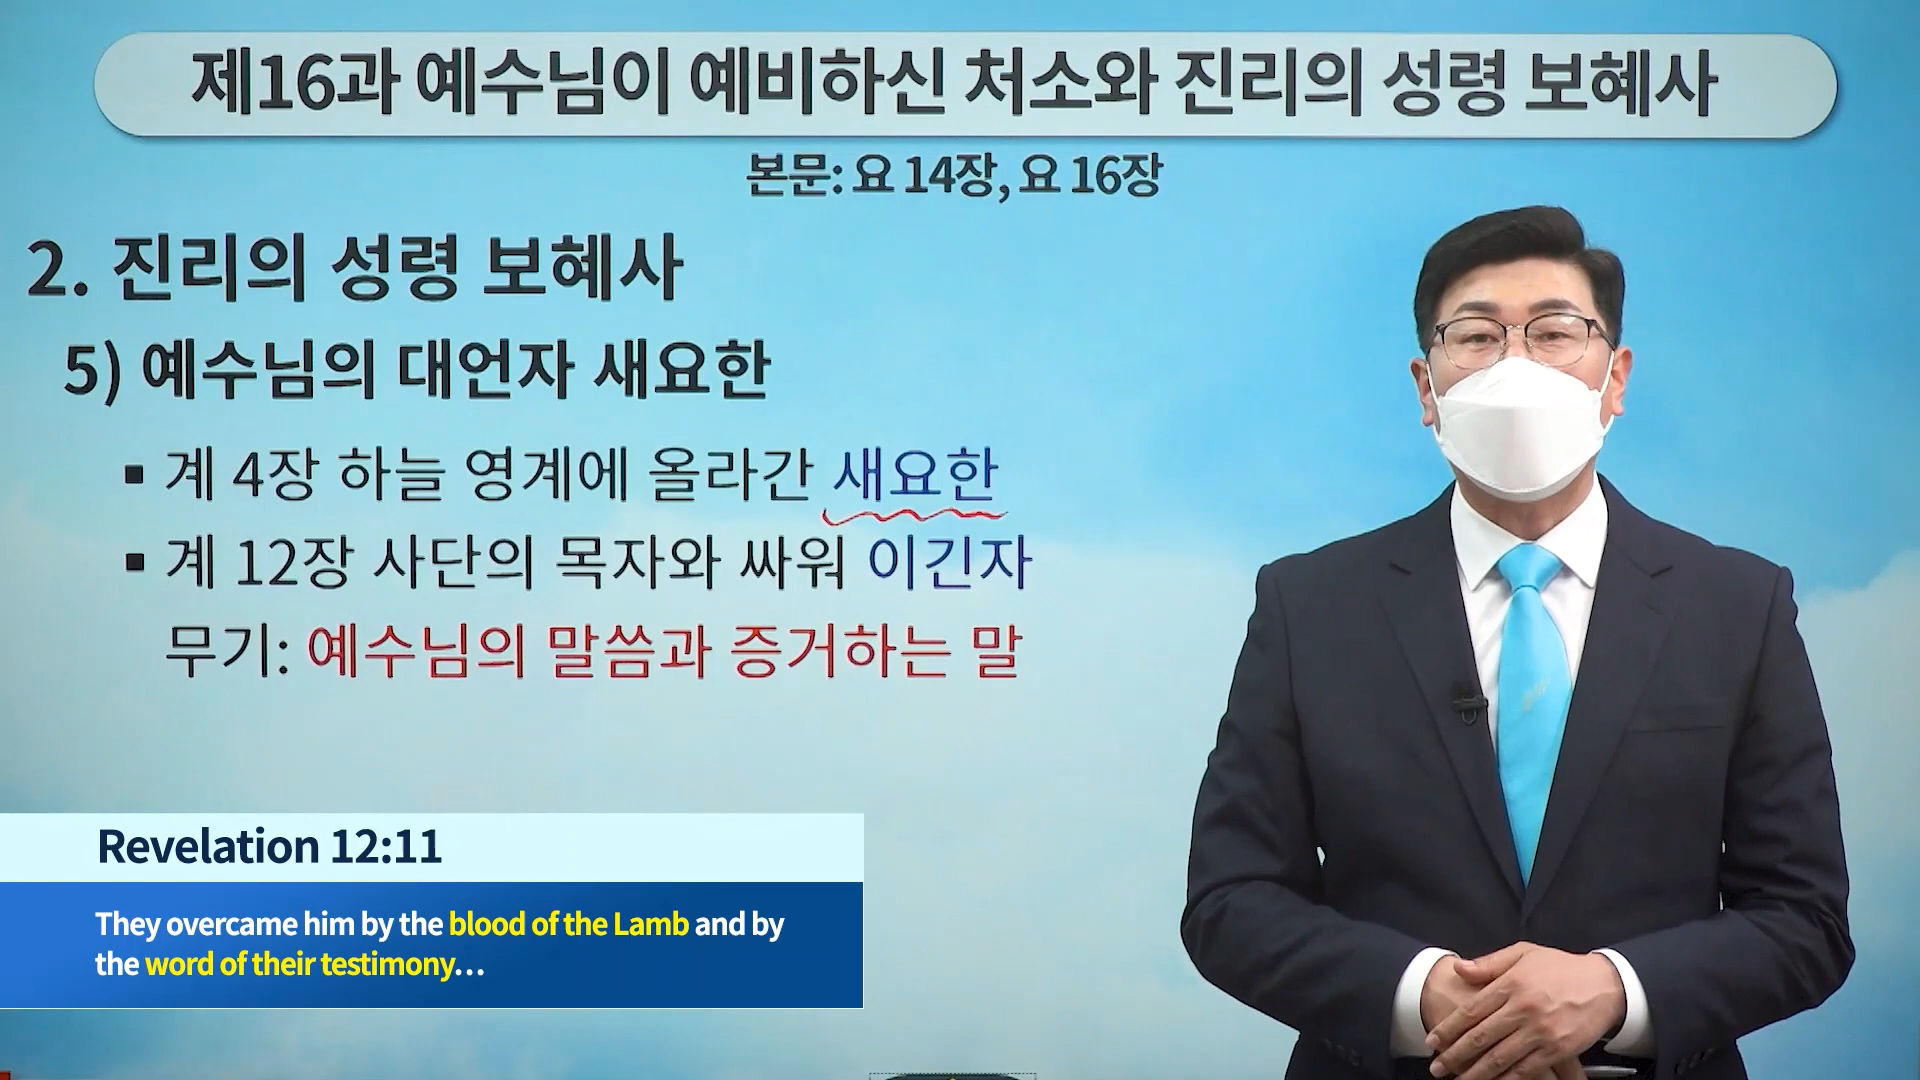 제16과 예수님이 예비하신 처소와 진리의 성령 보혜사
본문: 요 14장, 요 16장
2. 진리의 성령 보혜사
5) 예수님의 대언자 새요한
▪ 계 4장 하늘 영계에 올라간 새요한
▪ 계 12장 사단의 목자와 싸워 이긴자
무기: 예수님의 말씀과 증거하는 말
Revelation 12:11
They overcame him by the blood of the Lamb and by
the word of their testimony…